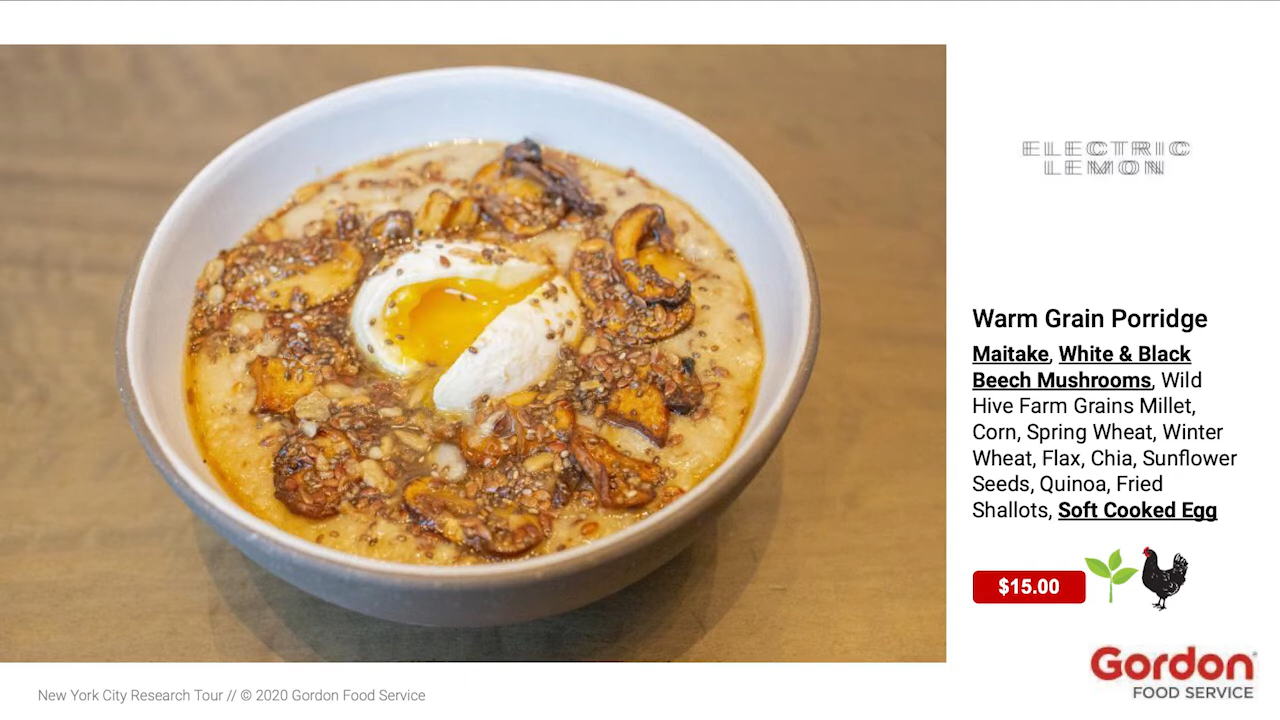 ELECTRIC
LEMON
Warm Grain Porridge
Maitake, White & Black
Beech Mushrooms, Wild
Hive Farm Grains Millet,
Corn, Spring Wheat, Winter
Wheat, Flax, Chia, Sunflower
Seeds, Quinoa, Fried
Shallots, Soft Cooked Egg
$15.00
Gordon
FOOD SERVICE
New York City Research Tour // © 2020 Gordon Food Service